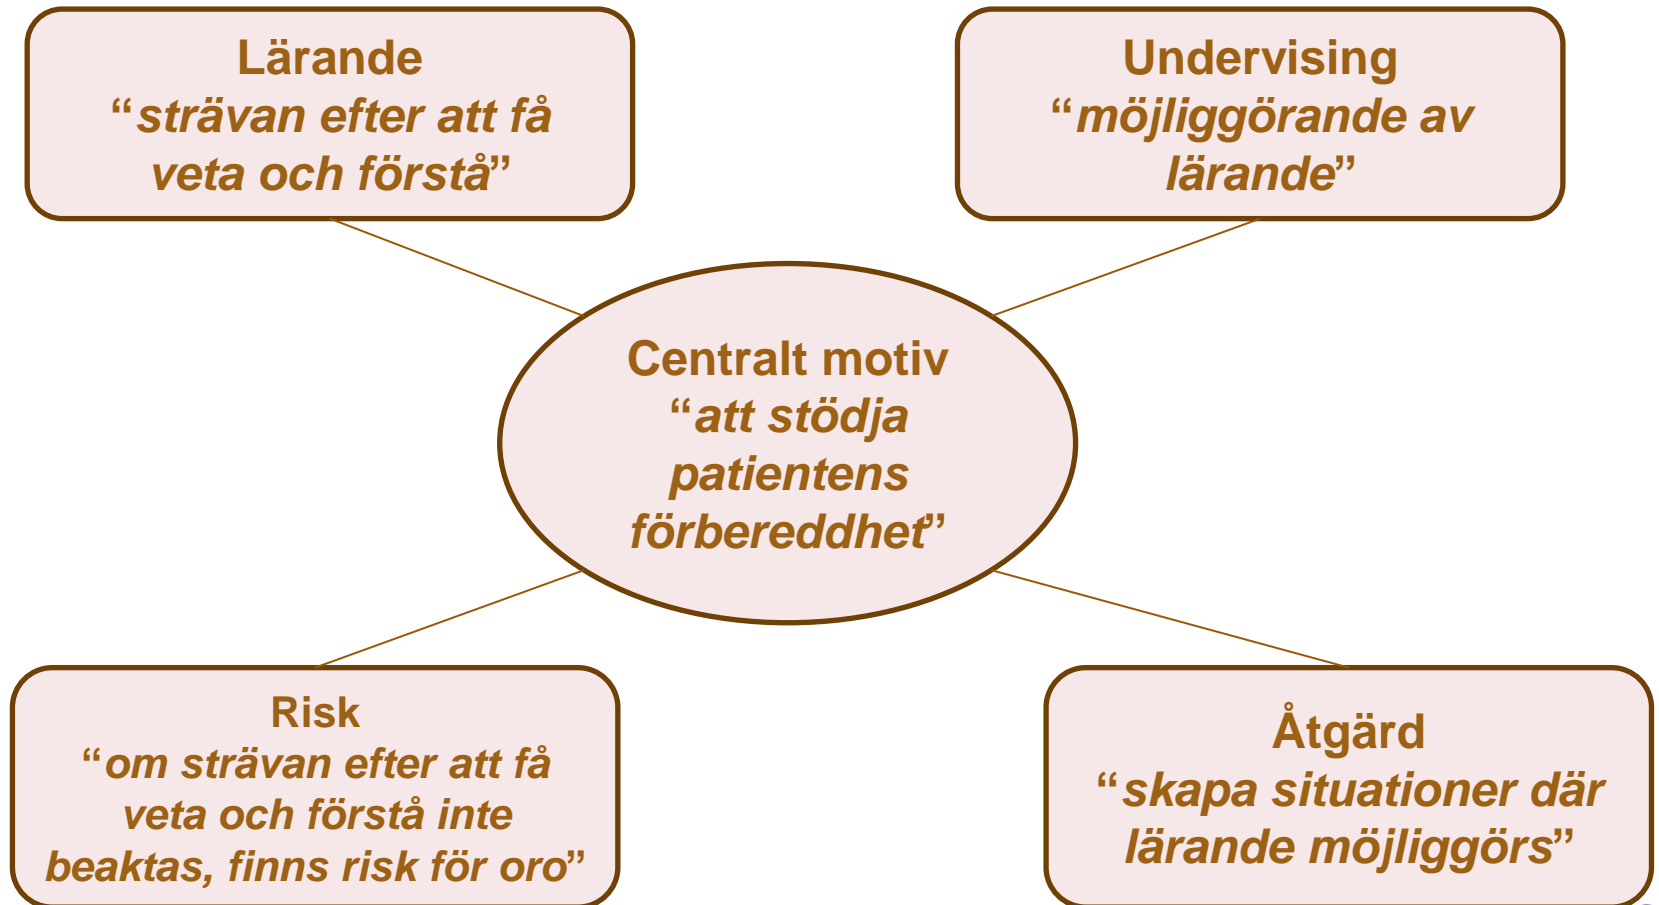 Lärande
“strävan efter att få
veta och förstå”
Undervising
“möjliggörande av
lärande”
Centralt motiv
“att stödja
patientens
förbereddhet”
Risk
“om strävan efter att få
veta och förstå inte
beaktas, finns risk för oro”
Åtgärd
“skapa situationer där
lärande möjliggörs”